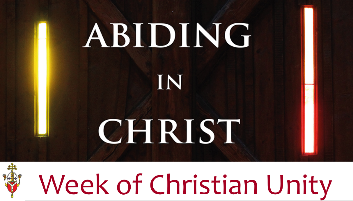 ABIDING
IN
CHRIST
Week of Christian Unity